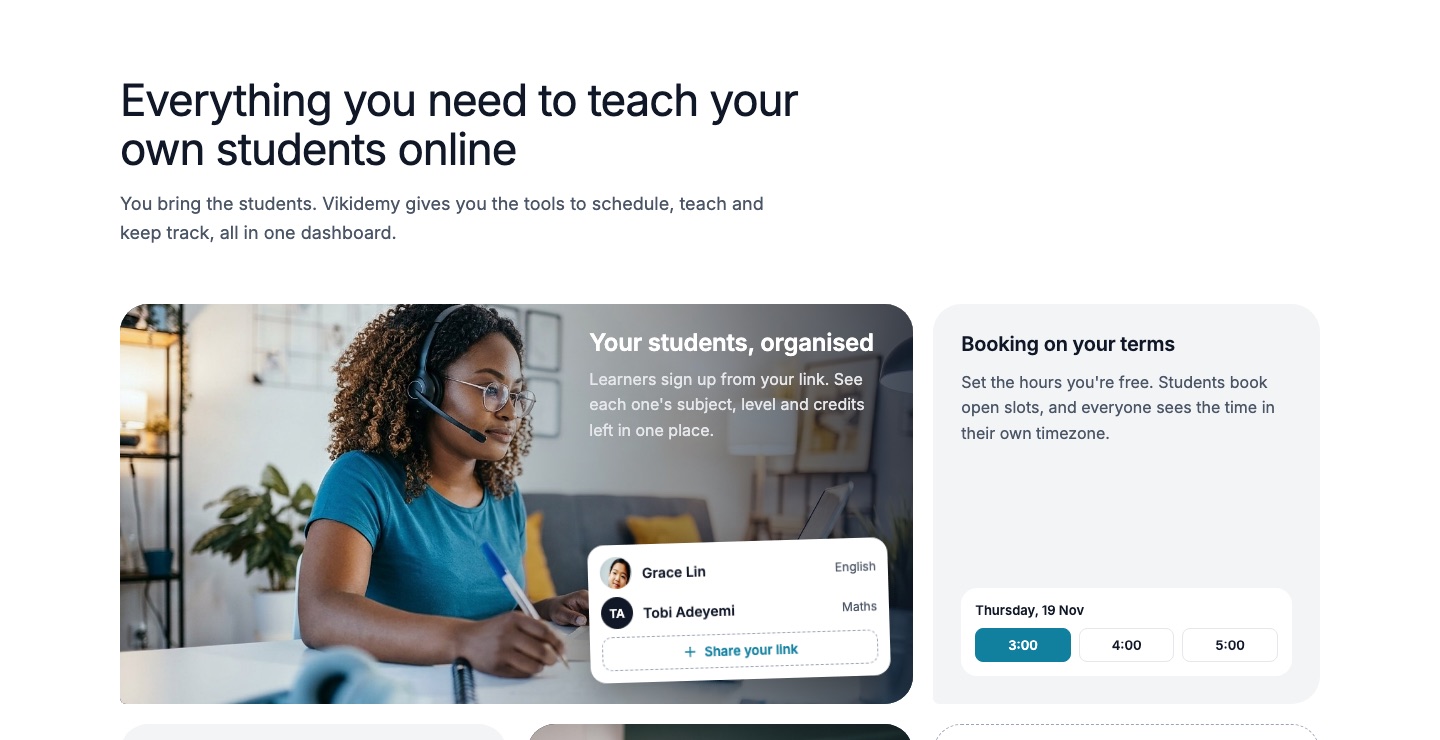 Everything you need to teach your
own students online
You bring the students. Vikidemy gives you the tools to schedule, teach and
keep track, all in one dashboard.
Your students, organised
Learners sign up from your link. See
each one's subject, level and credits
left in one place.
Grace Lin
English
TA
Tobi Adeyemi
Maths
+ Share your link
Booking on your terms
Set the hours you're free. Students book
open slots, and everyone sees the time in
their own timezone.
Thursday, 19 Nov
3:00
4:00
5:00